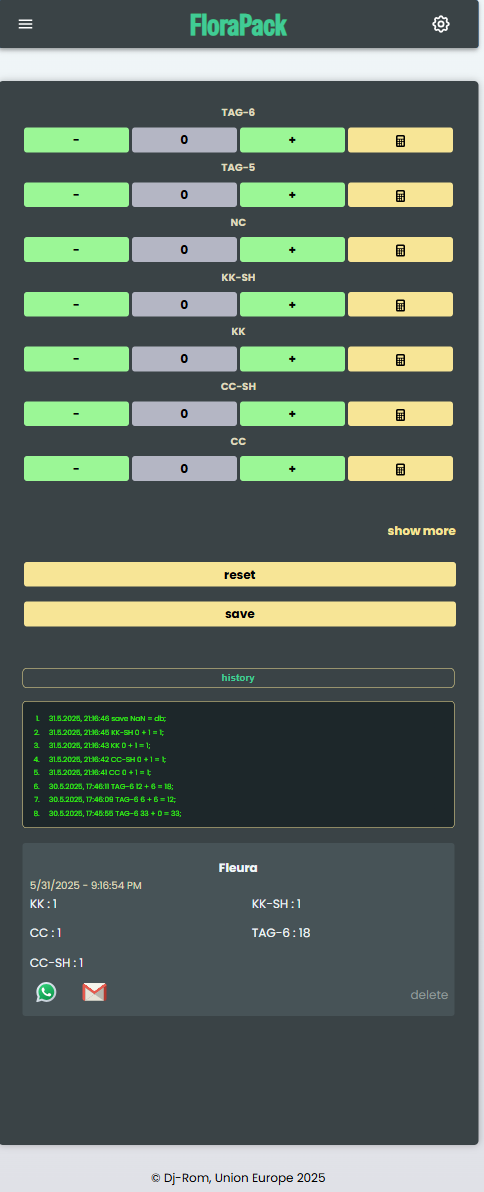 FloraPack
TAG-6
- 0 +
TAG-5
- 0 +
NC
- 0 +
KK-SH
- 0 +
KK
- 0 +
CC-SH
- 0 +
CC
- 0 +
show more
reset
save
history
1. 31.5.2025, 21:16:46 save NaN = db;
2. 31.5.2025, 21:16:45 KK-SH 0 + 1 = 1;
3. 31.5.2025, 21:16:43 KK 0 + 1 = 1;
4. 31.5.2025, 21:16:42 CC-SH 0 + 1 = 1;
5. 31.5.2025, 21:16:41 CC 0 + 1 = 1;
6. 30.5.2025, 17:46:11 TAG-6 12 + 6 = 18;
7. 30.5.2025, 17:46:09 TAG-6 6 + 6 = 12;
8. 30.5.2025, 17:45:55 TAG-6 33 + 0 = 33;
Fleura
5/31/2025 - 9:16:54 PM
KK : 1 KK-SH : 1
CC : 1 TAG-6 : 18
CC-SH : 1
delete
© Dj-Rom, Union Europe 2025